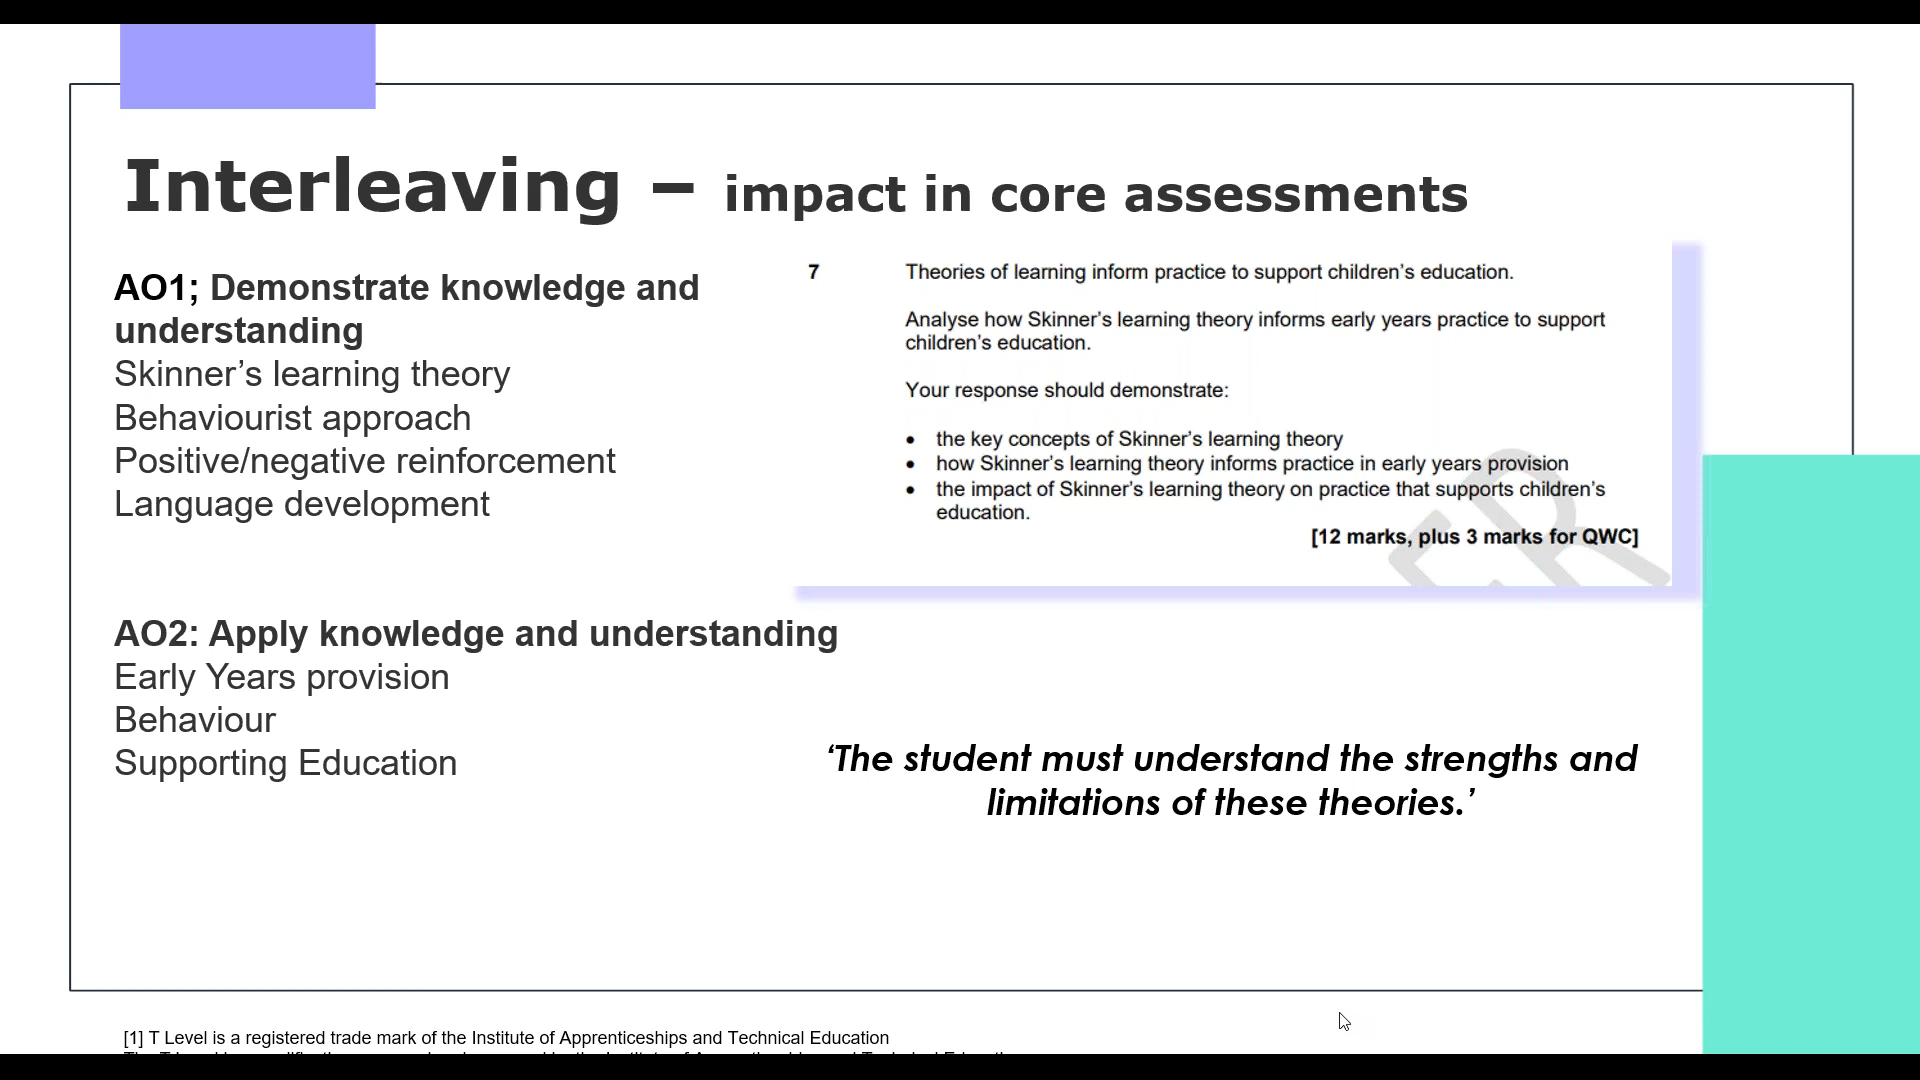 Interleaving – impact in core assessments
AO1; Demonstrate knowledge and
understanding
Skinner’s learning theory
Behaviourist approach
Positive/negative reinforcement
Language development
AO2: Apply knowledge and understanding
Early Years provision
Behaviour
Supporting Education
7 Theories of learning inform practice to support children’s education.
Analyse how Skinner’s learning theory informs early years practice to support
children’s education.
Your response should demonstrate:
• the key concepts of Skinner’s learning theory
• how Skinner’s learning theory informs practice in early years provision
• the impact of Skinner’s learning theory on practice that supports children’s
education.
[12 marks, plus 3 marks for QWC]
‘The student must understand the strengths and
limitations of these theories.’
[1] T Level is a registered trade mark of the Institute of Apprenticeships and Technical Education